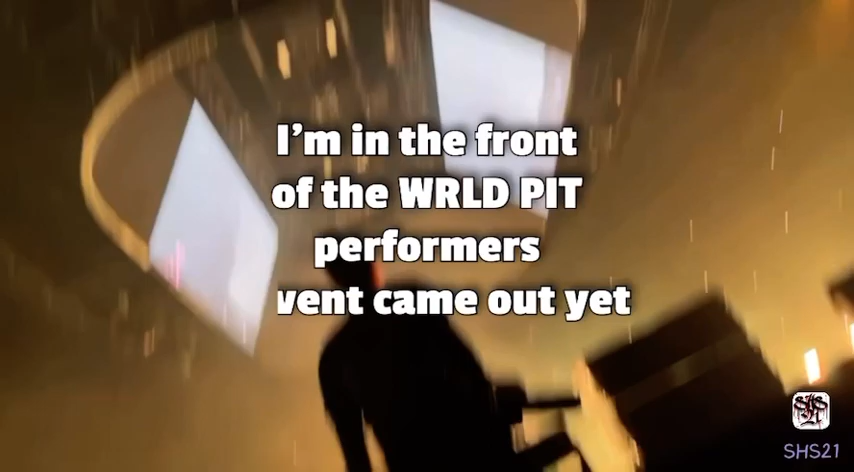 I'm in the front
of the WRLD PIT
performers
vent came out yet
SHS21